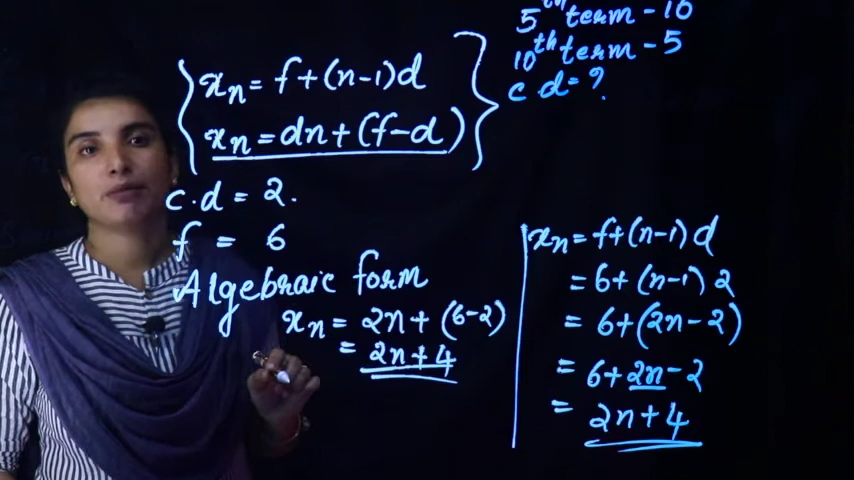 5th term - 10
10th term - 5
c d = ?
xn = f+(n-1)d
xn = dn+(f-d)
c.d = 2.
f = 6
Algebraic form
xn = 2n + (6-2)
= 2n+4
xn = f+(n-1)d
= 6+(n-1)2
= 6+(2n-2)
= 6+2n-2
= 2n+4